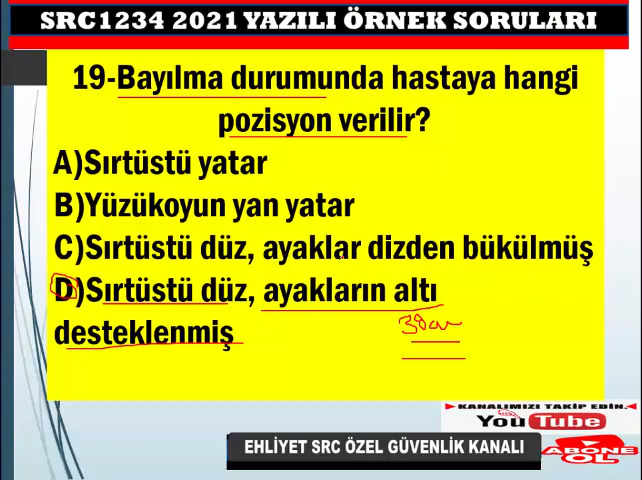 SRC1234 2021 YAZILI ÖRNEK SORULARI
19-Bayılma durumunda hastaya hangi
pozisyon verilir?
A)Sırtüstü yatar
B)Yüzükoyun yan yatar
C)Sırtüstü düz, ayaklar dizden bükülmüş
D)Sırtüstü düz, ayakların altı
desteklenmiş
30cm
KANALIMIZI TAKİP EDİN.
YouTube
EHLİYET SRC ÖZEL GÜVENLİK KANALI
ABONE
OL